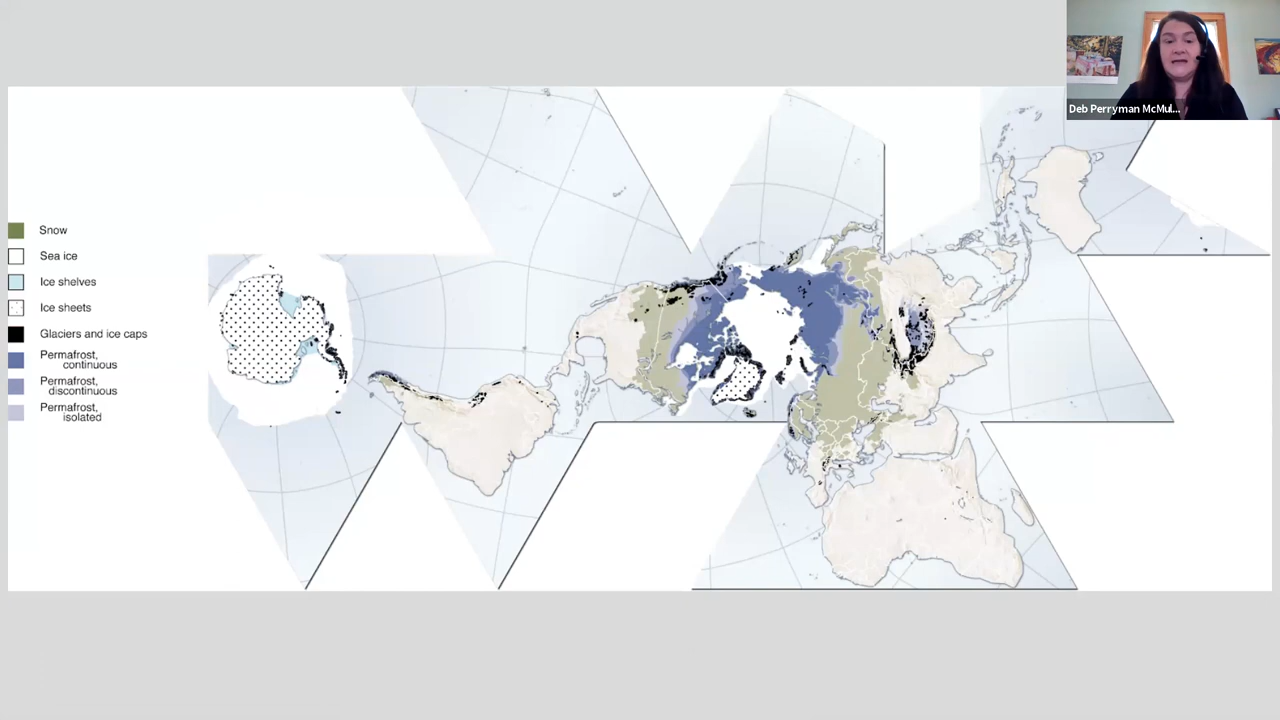 Deb Perryman McMul...
Snow
Sea ice
Ice shelves
Ice sheets
Glaciers and ice caps
Permafrost,
continuous
Permafrost,
discontinuous
Permafrost,
isolated